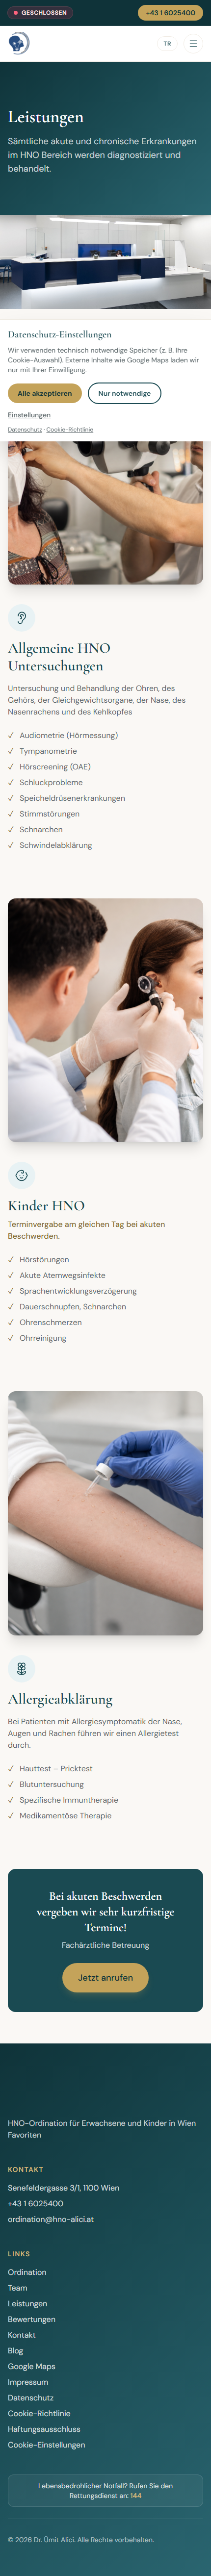 GESCHLOSSEN
+43 1 6025400
TR
Leistungen
Sämtliche akute und chronische Erkrankungen
im HNO Bereich werden diagnostiziert und
behandelt.
Datenschutz-Einstellungen
Wir verwenden technisch notwendige Speicher (z. B. Ihre
Cookie-Auswahl). Externe Inhalte wie Google Maps laden wir
nur mit Ihrer Einwilligung.
Alle akzeptieren
Nur notwendige
Einstellungen
Datenschutz · Cookie-Richtlinie
Allgemeine HNO
Untersuchungen
Untersuchung und Behandlung der Ohren, des
Gehörs, der Gleichgewichtsorgane, der Nase, des
Nasenrachens und des Kehlkopfes
✓ Audiometrie (Hörmessung)
✓ Tympanometrie
✓ Hörscreening (OAE)
✓ Schluckprobleme
✓ Speicheldrüsenerkrankungen
✓ Stimmstörungen
✓ Schnarchen
✓ Schwindelabklärung
Kinder HNO
Terminvergabe am gleichen Tag bei akuten
Beschwerden.
✓ Hörstörungen
✓ Akute Atemwegsinfekte
✓ Sprachentwicklungsverzögerung
✓ Dauerschnupfen, Schnarchen
✓ Ohrenschmerzen
✓ Ohrreinigung
Allergieabklärung
Bei Patienten mit Allergiesymptomatik der Nase,
Augen und Rachen führen wir einen Allergietest
durch.
✓ Hauttest – Pricktest
✓ Blutuntersuchung
✓ Spezifische Immuntherapie
✓ Medikamentöse Therapie
Bei akuten Beschwerden
vergeben wir sehr kurzfristige
Termine!
Fachärztliche Betreuung
Jetzt anrufen
HNO-Ordination für Erwachsene und Kinder in Wien
Favoriten
KONTAKT
Senefeldergasse 3/1, 1100 Wien
+43 1 6025400
ordination@hno-alici.at
LINKS
Ordination
Team
Leistungen
Bewertungen
Kontakt
Blog
Google Maps
Impressum
Datenschutz
Cookie-Richtlinie
Haftungsausschluss
Cookie-Einstellungen
Lebensbedrohlicher Notfall? Rufen Sie den
Rettungsdienst an: 144
© 2026 Dr. Ümit Alici. Alle Rechte vorbehalten.